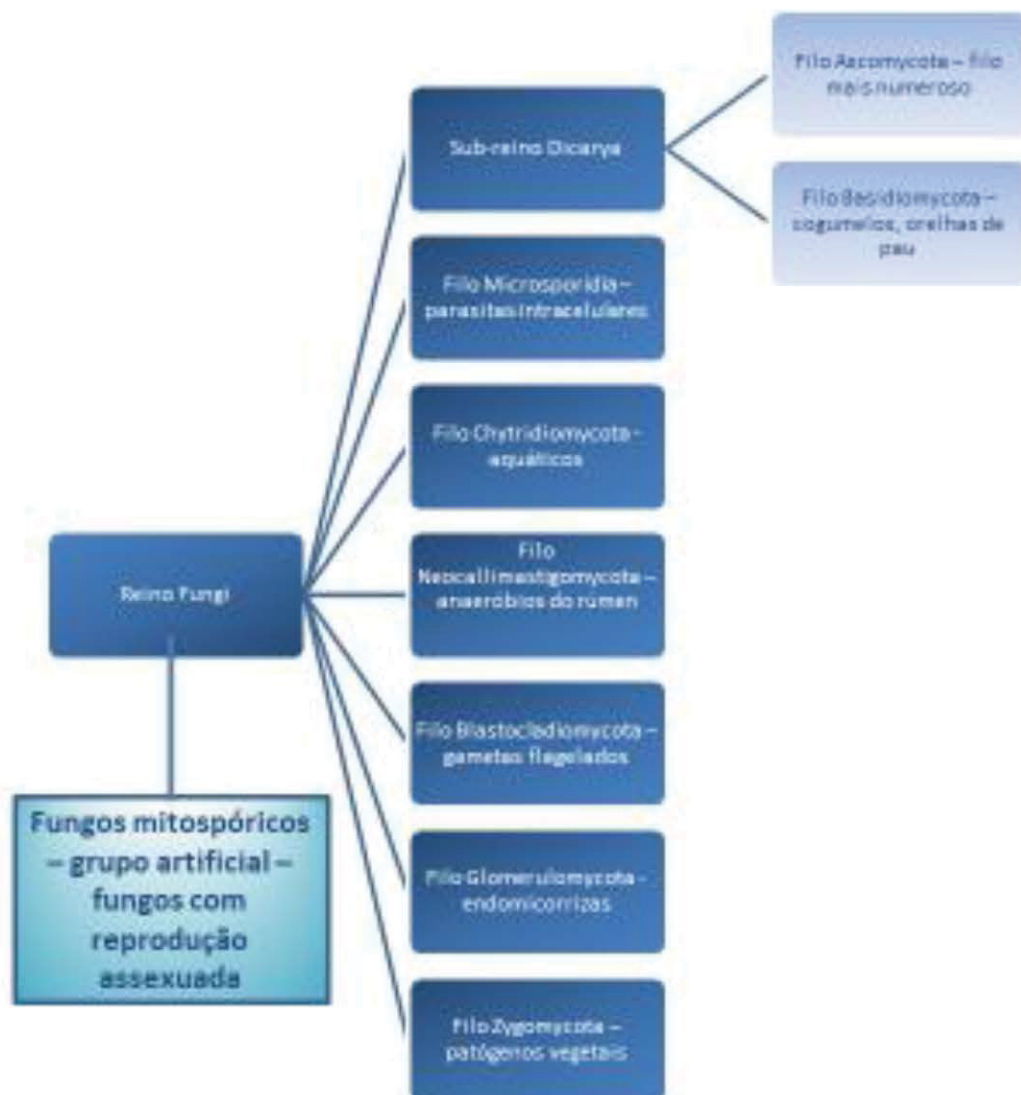 Filo Ascomycota – filo
mais numeroso
Sub-reino Dicarya
Filo Basidiomycota –
cogumelos, orelhas de
pau
Filo Microsporidia –
parasitas intracelulares
Filo Chytridiomycota -
aquáticos
Filo
Neocallimastigomycota –
anaeróbios do rúmen
Reino Fungi
Filo Blastocladiomycota –
gametas flagelados
Fungos mitospóricos
– grupo artificial –
fungos com
reprodução
assexuada
Filo Glomerulomycota -
endomicorrizas
Filo Zygomycota –
patógenos vegetais